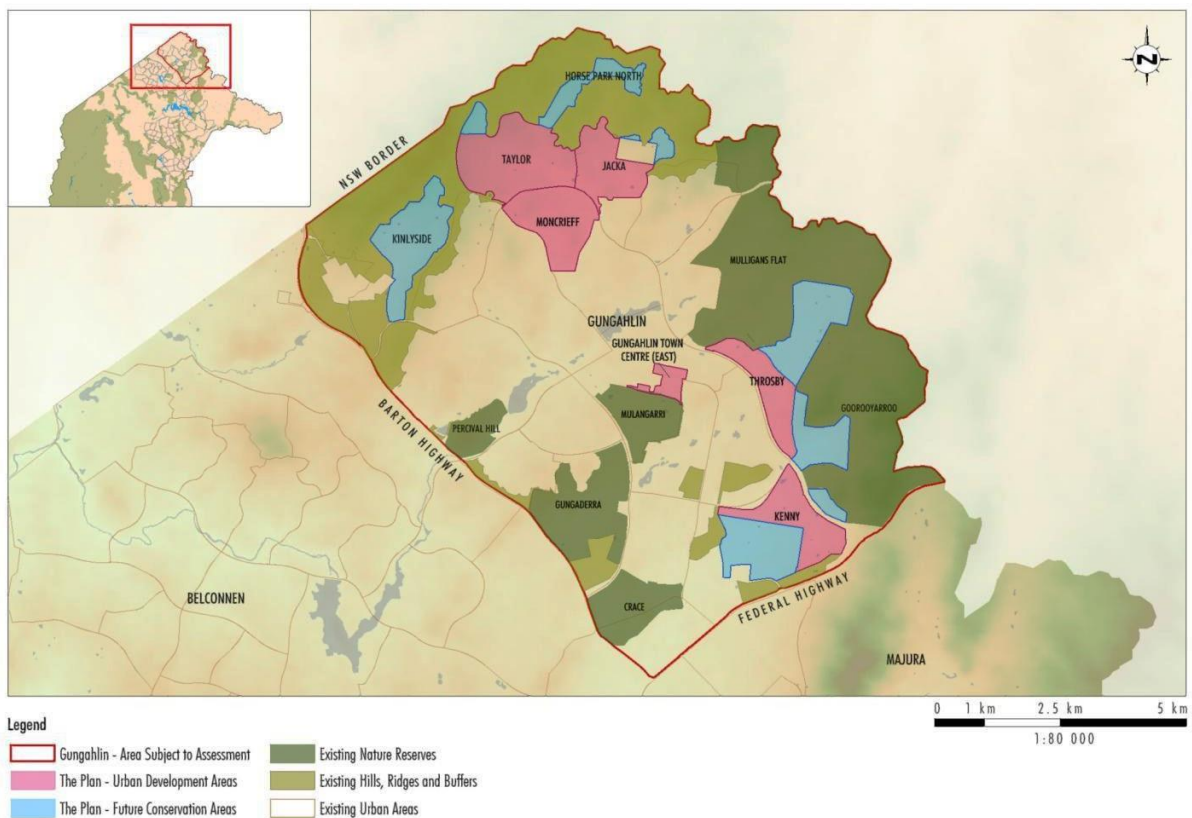 N
HORSE PARK NORTH
NSW BORDER
TAYLOR
JACKA
MONCRIEFF
KINLYSIDE
MULLIGANS FLAT
GUNGAHLIN
GUNGAHLIN TOWN
CENTRE (EAST)
THROSBY
MULANGARRI
GOOROOYARROO
PERCIVAL HILL
BARTON HIGHWAY
GUNGADERRA
KENNY
BELCONNEN
CRACE
FEDERAL HIGHWAY
MAJURA
0 1 km 2.5 km 5 km
1:80 000
Legend
Gungahlin - Area Subject to Assessment
The Plan - Urban Development Areas
The Plan - Future Conservation Areas
Existing Nature Reserves
Existing Hills, Ridges and Buffers
Existing Urban Areas